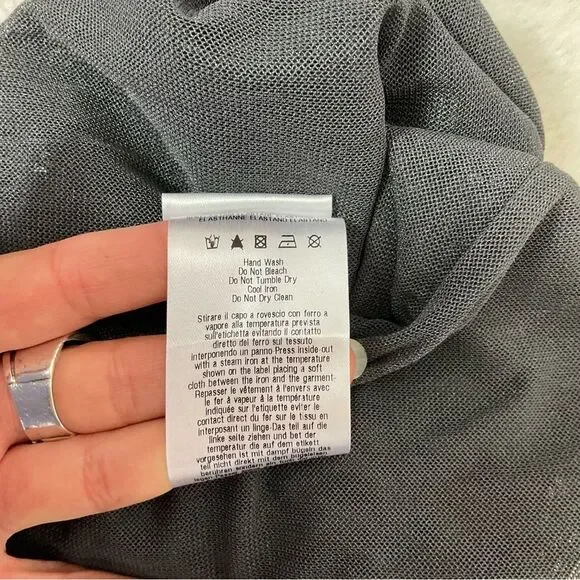 ELASTHANNE ELASTANO ELASTANO
Hand Wash
Do Not Bleach
Do Not Tumble Dry
Cool Iron
Do Not Dry Clean
Stirare il capo a rovescio con ferro a
vapore alla temperatura prevista
sull'etichetta evitando il contatto
diretto del ferro sul tessuto
interponendo un panno-Press inside-out
with a steam iron at the temperature
shown on the label placing a soft
cloth between the iron and the garment-
Repasser le vêtement à l'envers avec
le fer à vapeur à la température
indiquée sur l'etiquette eviter le
contact direct du fer sur le tissu en
interposant un linge-Das teil auf die
linke seite ziehen und bei der
temperatur die auf dem etikett
vorgesehen ist mit dampf bügeln das
teil nicht direkt mit dem bügeleisen
berühren sondern ein